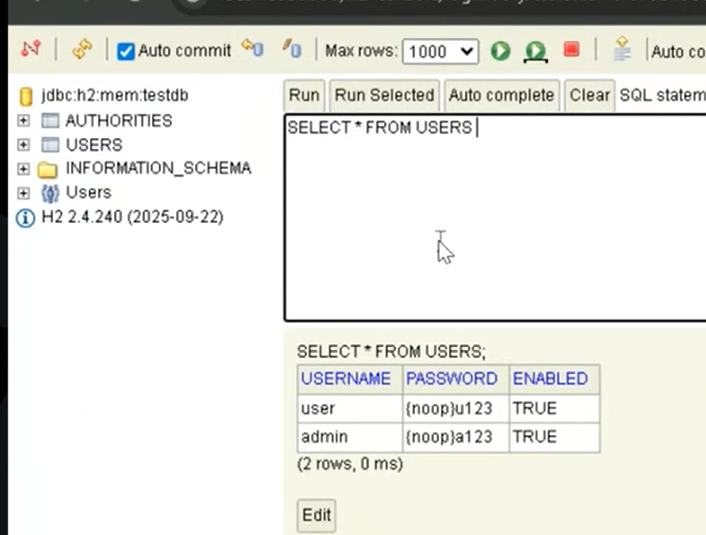 Auto commit Max rows: 1000 Auto co
jdbc:h2:mem:testdb
AUTHORITIES
USERS
INFORMATION_SCHEMA
Users
H2 2.4.240 (2025-09-22)
Run Run Selected Auto complete Clear SQL statem
SELECT * FROM USERS
SELECT * FROM USERS;
USERNAME PASSWORD ENABLED
user {noop}u123 TRUE
admin {noop}a123 TRUE
(2 rows, 0 ms)
Edit